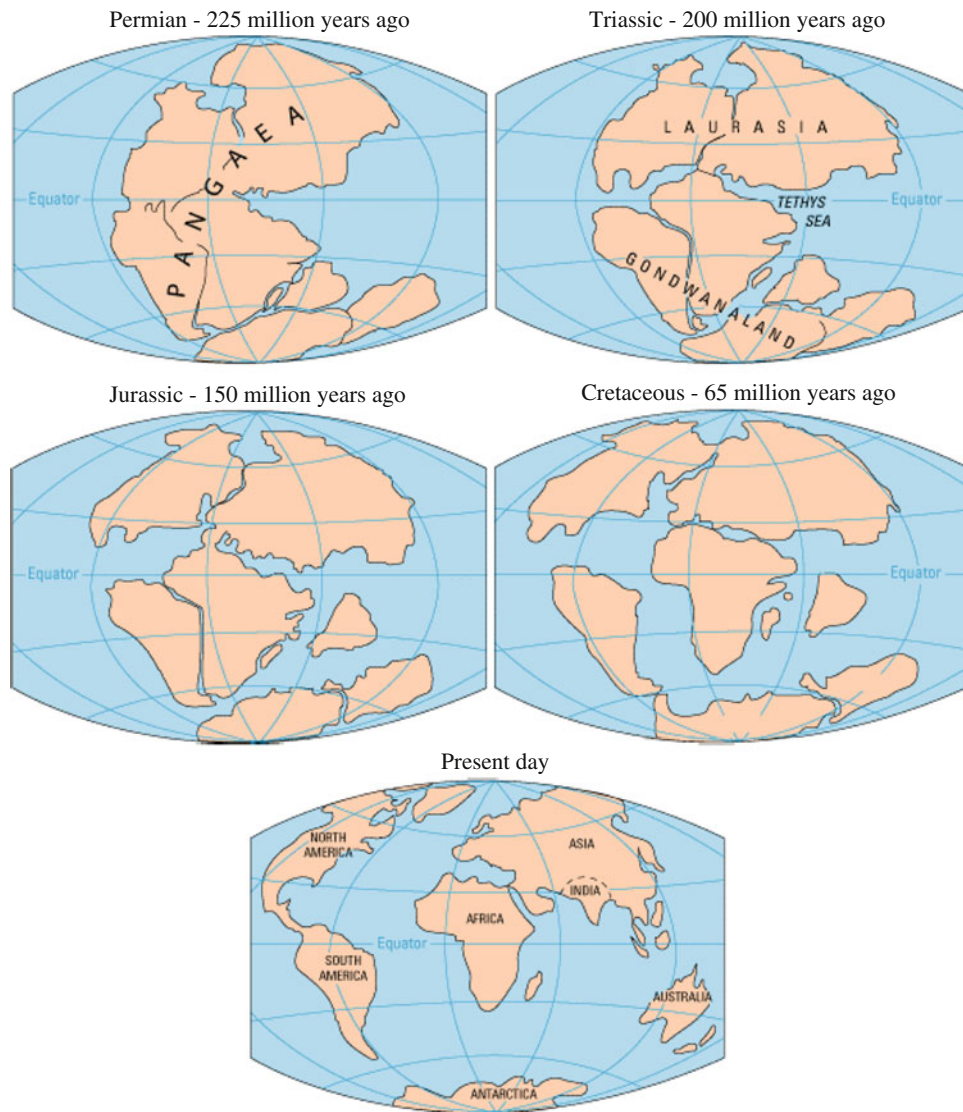 Permian - 225 million years ago
Triassic - 200 million years ago
PANGAEA
Equator
LAURASIA
Equator
TETHYS
SEA
GONDWANALAND
Jurassic - 150 million years ago
Cretaceous - 65 million years ago
Equator
Equator
Present day
NORTH
AMERICA
ASIA
INDIA
AFRICA
Equator
SOUTH
AMERICA
AUSTRALIA
ANTARCTICA